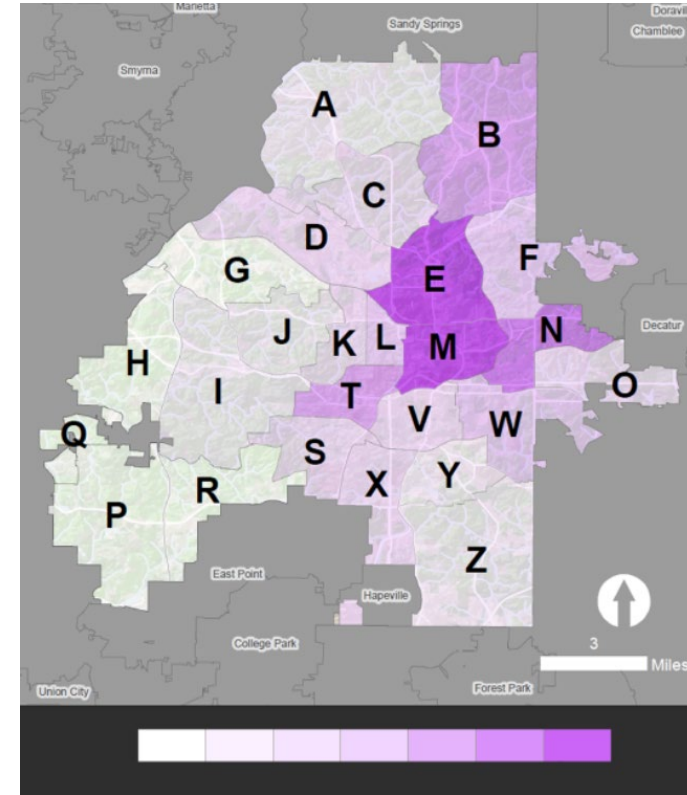 Marietta
Doravil
Sandy Springs
Chamblee
Smyrna
A
B
C
D
F
G
E
N
Decatur
J
K
L
M
H
O
I
T
V
W
Q
S
Y
X
R
P
Z
East Point
Hapeville
3
Miles
College Park
Union City
Forest Park